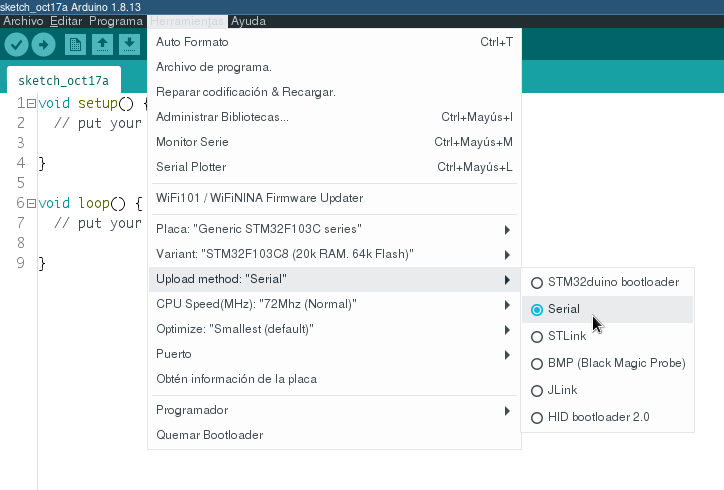 sketch_oct17a Arduino 1.8.13
Archivo Editar Programa Herramientas Ayuda
sketch_oct17a
1 void setup() {
2 // put your
3
4 }
5
6 void loop() {
7 // put your
8
9 }
Auto Formato Ctrl+T
Archivo de programa.
Reparar codificación & Recargar.
Administrar Bibliotecas... Ctrl+Mayús+I
Monitor Serie Ctrl+Mayús+M
Serial Plotter Ctrl+Mayús+L
WiFi101 / WiFiNINA Firmware Updater
Placa: "Generic STM32F103C series"
Variant: "STM32F103C8 (20k RAM. 64k Flash)"
Upload method: "Serial"
CPU Speed(MHz): "72Mhz (Normal)"
Optimize: "Smallest (default)"
Puerto
Obtén información de la placa
Programador
Quemar Bootloader
STM32duino bootloader
Serial
STLink
BMP (Black Magic Probe)
JLink
HID bootloader 2.0